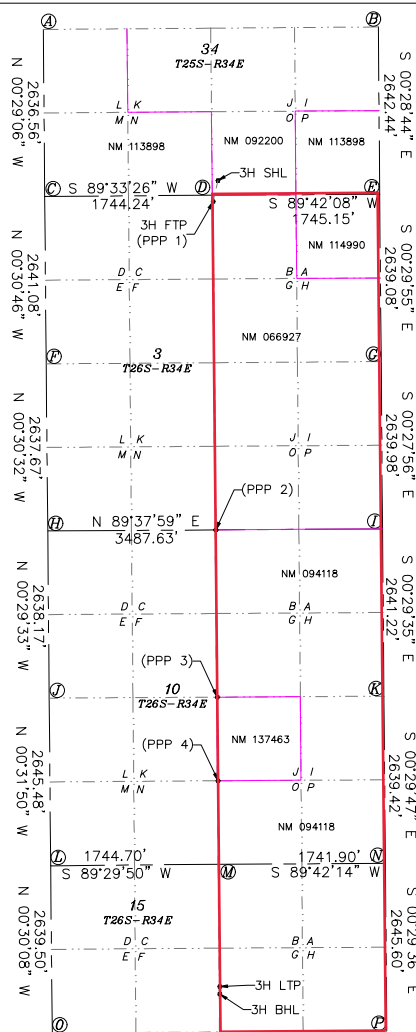 A B
34
T25S-R34E
N 00°29'06" W
2636.56'
S 00°28'44" E
2642.44'
L K
M N
J I
O P
NM 113898
NM 092200
NM 113898
3H SHL
C S 89°33'26" W D S 89°42'08" W E
1744.24' 1745.15'
3H FTP
(PPP 1)
NM 114990
N 00°30'46" W
2641.08'
S 00°29'55" E
2639.08'
D C
E F
B A
G H
NM 066927
F 3 G
T26S-R34E
N 00°30'32" W
2637.67'
S 00°27'56" E
2639.98'
L K
M N
J I
O P
(PPP 2)
H N 89°37'59" E I
3487.63'
NM 094118
N 00°29'33" W
2638.17'
S 00°29'35" E
2641.22'
D C
E F
B A
G H
(PPP 3)
J 10 K
T26S-R34E
NM 137463
(PPP 4)
N 00°31'50" W
2645.48'
S 00°29'47" E
2639.42'
L K
M N
J I
O P
NM 094118
L 1744.70' M 1741.90' N
S 89°29'50" W S 89°42'14" W
15
T26S-R34E
N 00°30'08" W
2639.50'
S 00°29'36" E
2645.60'
D C
E F
B A
G H
3H LTP
3H BHL
O P